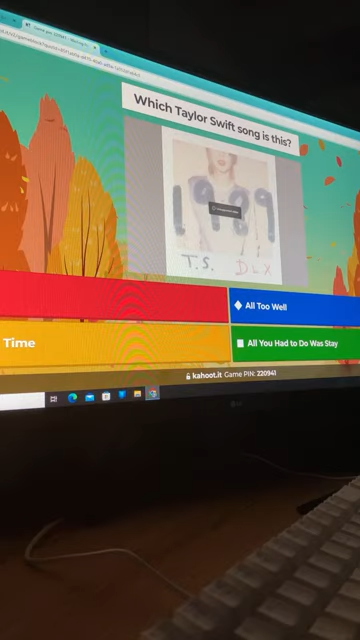 Which Taylor Swift song is this?
1989
T.S. DLX
All Too Well
Time
All You Had to Do Was Stay
kahoot.it Game PIN: 220941
LG